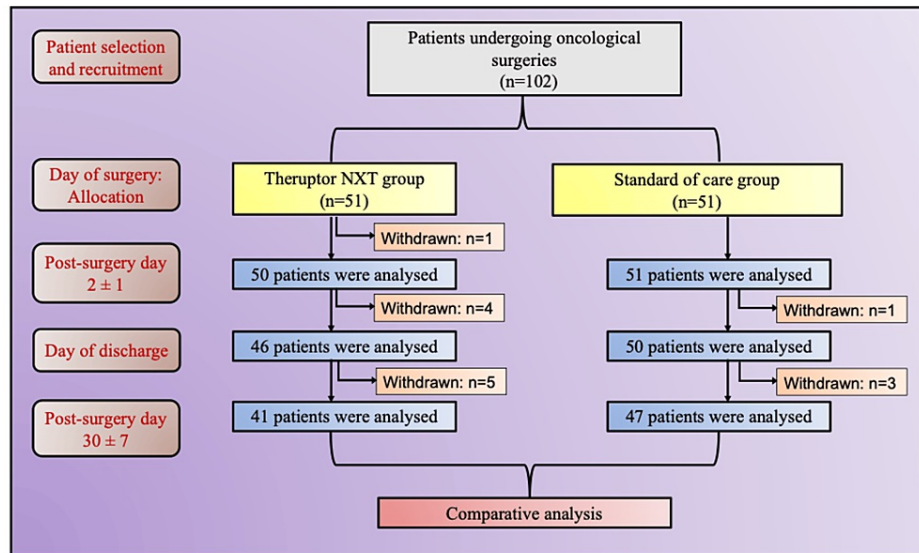 Patient selection
and recruitment
Patients undergoing oncological
surgeries
(n=102)
Day of surgery:
Allocation
Theruptor NXT group
(n=51)
Standard of care group
(n=51)
Withdrawn: n=1
Post-surgery day
2 ± 1
50 patients were analysed
51 patients were analysed
Withdrawn: n=4
Withdrawn: n=1
Day of discharge
46 patients were analysed
50 patients were analysed
Withdrawn: n=5
Withdrawn: n=3
Post-surgery day
30 ± 7
41 patients were analysed
47 patients were analysed
Comparative analysis